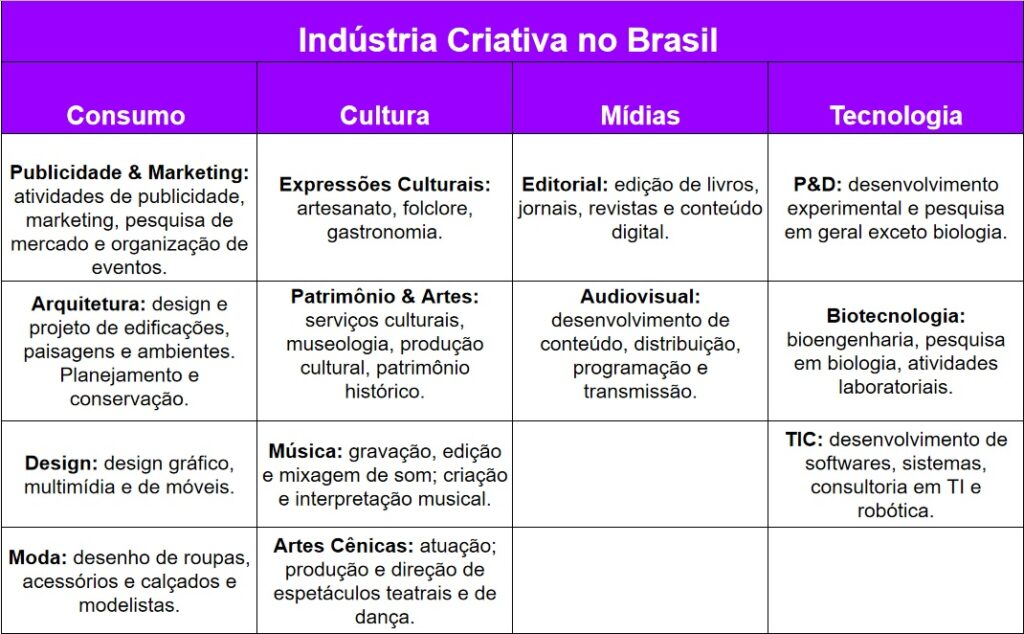 Indústria Criativa no Brasil
Consumo
Cultura
Mídias
Tecnologia
Publicidade & Marketing:
atividades de publicidade,
marketing, pesquisa de
mercado e organização de
eventos.
Expressões Culturais:
artesanato, folclore,
gastronomia.
Editorial: edição de livros,
jornais, revistas e conteúdo
digital.
P&D: desenvolvimento
experimental e pesquisa
em geral exceto biologia.
Arquitetura: design e
projeto de edificações,
paisagens e ambientes.
Planejamento e
conservação.
Patrimônio & Artes:
serviços culturais,
museologia, produção
cultural, patrimônio
histórico.
Audiovisual:
desenvolvimento de
conteúdo, distribuição,
programação e
transmissão.
Biotecnologia:
bioengenharia, pesquisa
em biologia, atividades
laboratoriais.
Design: design gráfico,
multimídia e de móveis.
Música: gravação, edição
e mixagem de som; criação
e interpretação musical.
TIC: desenvolvimento de
softwares, sistemas,
consultoria em TI e
robótica.
Moda: desenho de roupas,
acessórios e calçados e
modelistas.
Artes Cênicas: atuação;
produção e direção de
espetáculos teatrais e de
dança.